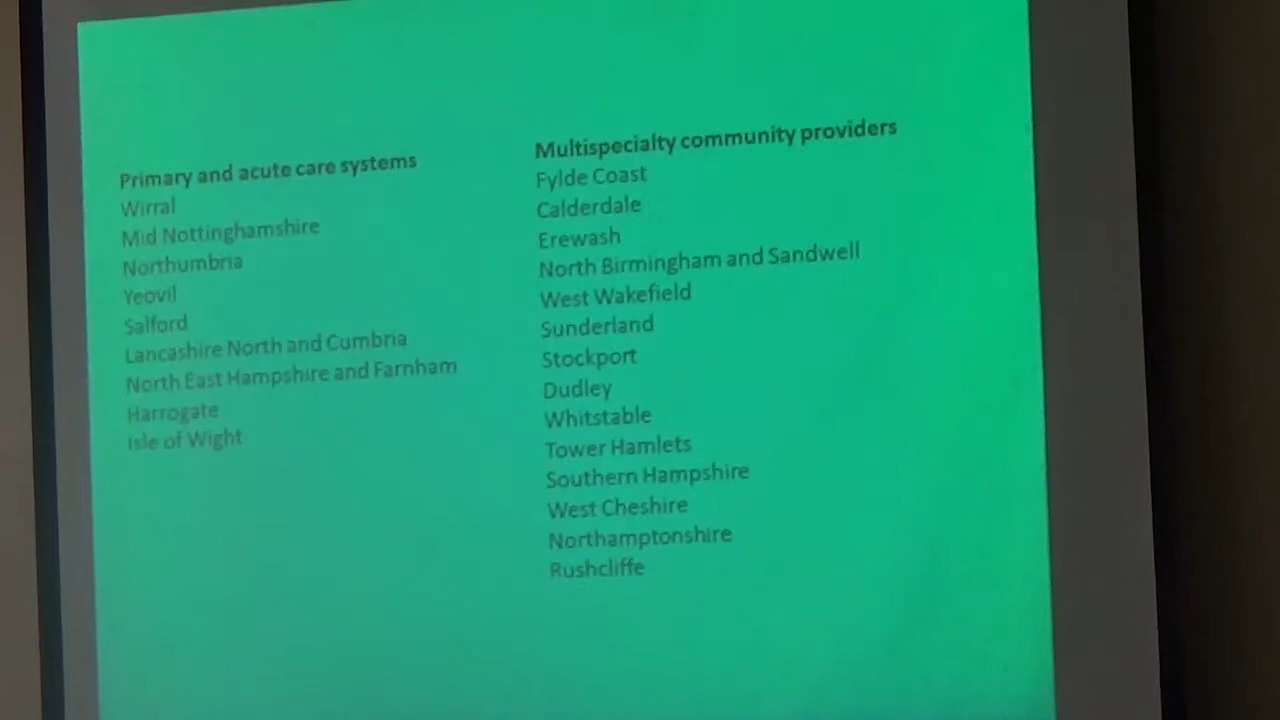 Primary and acute care systems
Wirral
Mid Nottinghamshire
Northumbria
Yeovil
Salford
Lancashire North and Cumbria
North East Hampshire and Farnham
Harrogate
Isle of Wight
Multispecialty community providers
Fylde Coast
Calderdale
Erewash
North Birmingham and Sandwell
West Wakefield
Sunderland
Stockport
Dudley
Whitstable
Tower Hamlets
Southern Hampshire
West Cheshire
Northamptonshire
Rushcliffe